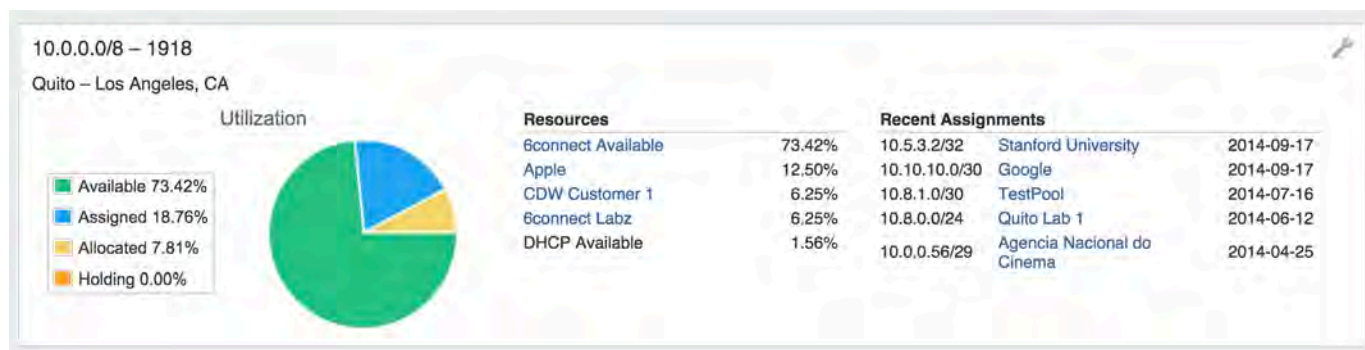 10.0.0.0/8 – 1918
Quito – Los Angeles, CA
Utilization
Available 73.42%
Assigned 18.76%
Allocated 7.81%
Holding 0.00%
Resources
6connect Available 73.42%
Apple 12.50%
CDW Customer 1 6.25%
6connect Labz 6.25%
DHCP Available 1.56%
Recent Assignments
10.5.3.2/32 Stanford University 2014-09-17
10.10.10.0/30 Google 2014-09-17
10.8.1.0/30 TestPool 2014-07-16
10.8.0.0/24 Quito Lab 1 2014-06-12
10.0.0.56/29 Agencia Nacional do
Cinema 2014-04-25